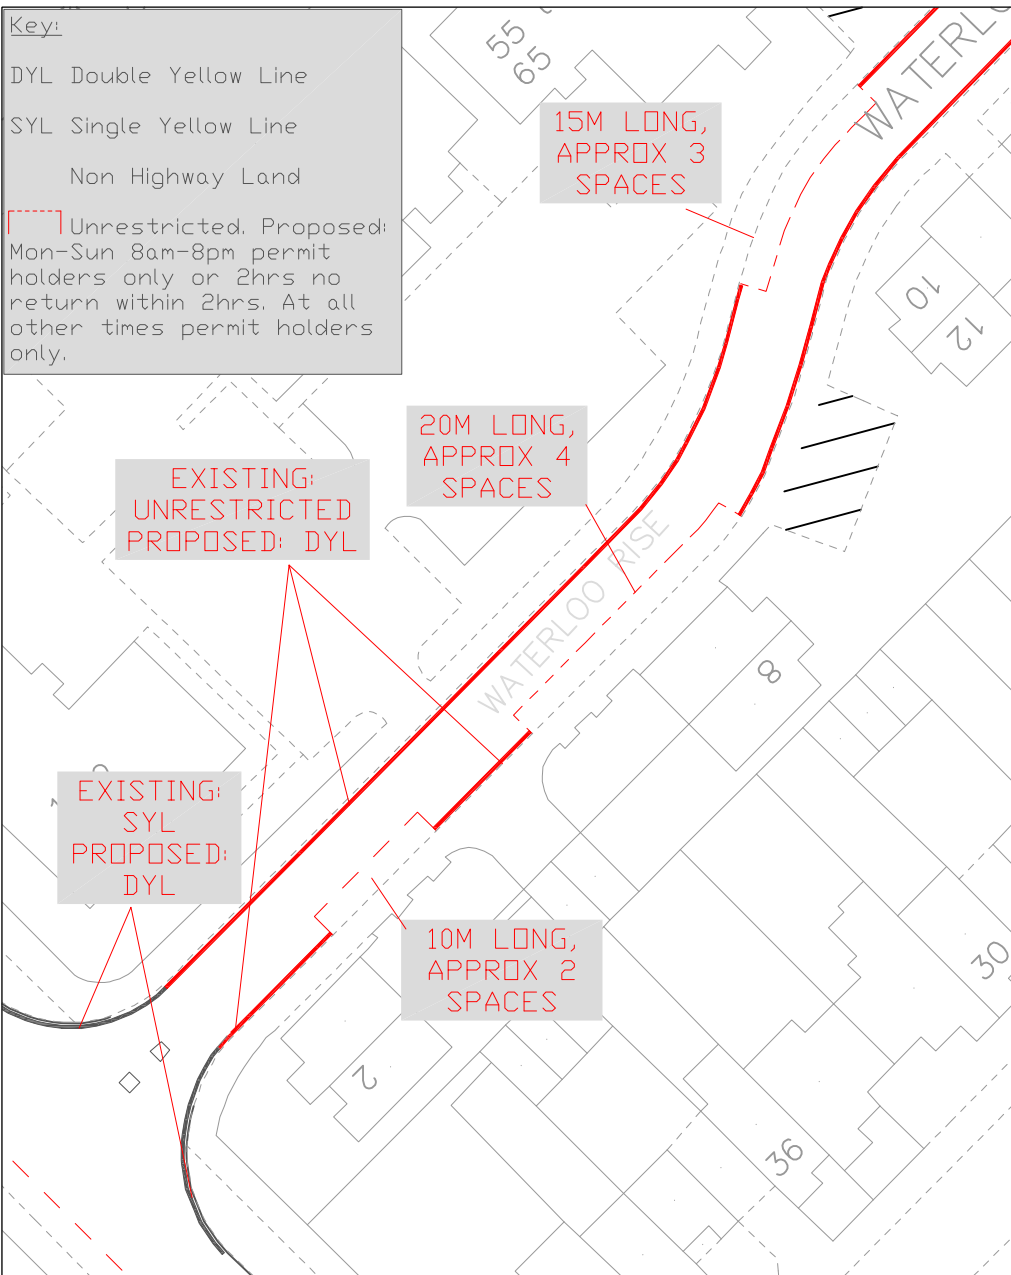 Key:
DYL Double Yellow Line
SYL Single Yellow Line
Non Highway Land
Unrestricted. Proposed:
Mon-Sun 8am-8pm permit
holders only or 2hrs no
return within 2hrs. At all
other times permit holders
only.
55
65
WATERLO
15M LONG,
APPROX 3
SPACES
10
12
20M LONG,
APPROX 4
SPACES
EXISTING:
UNRESTRICTED
PROPOSED: DYL
WATERLOO RISE
8
EXISTING:
SYL
PROPOSED:
DYL
10M LONG,
APPROX 2
SPACES
30
2
36